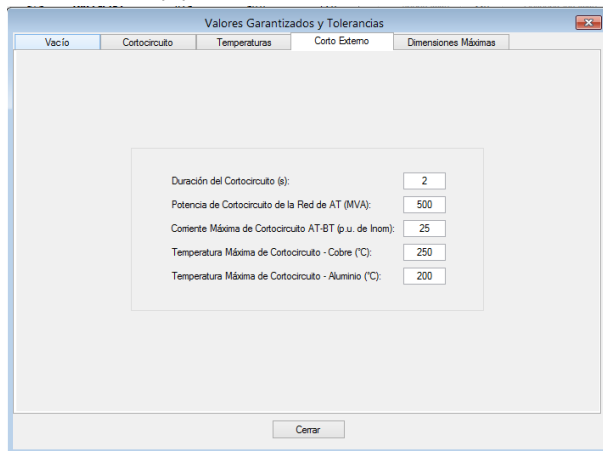 Valores Garantizados y Tolerancias
Vacío Cortocircuito Temperaturas Corto Externo Dimensiones Máximas
Duración del Cortocircuito (s): 2
Potencia de Cortocircuito de la Red de AT (MVA): 500
Corriente Máxima de Cortocircuito AT-BT (p.u. de Inom): 25
Temperatura Máxima de Cortocircuito - Cobre (°C): 250
Temperatura Máxima de Cortocircuito - Aluminio (°C): 200
Cerrar